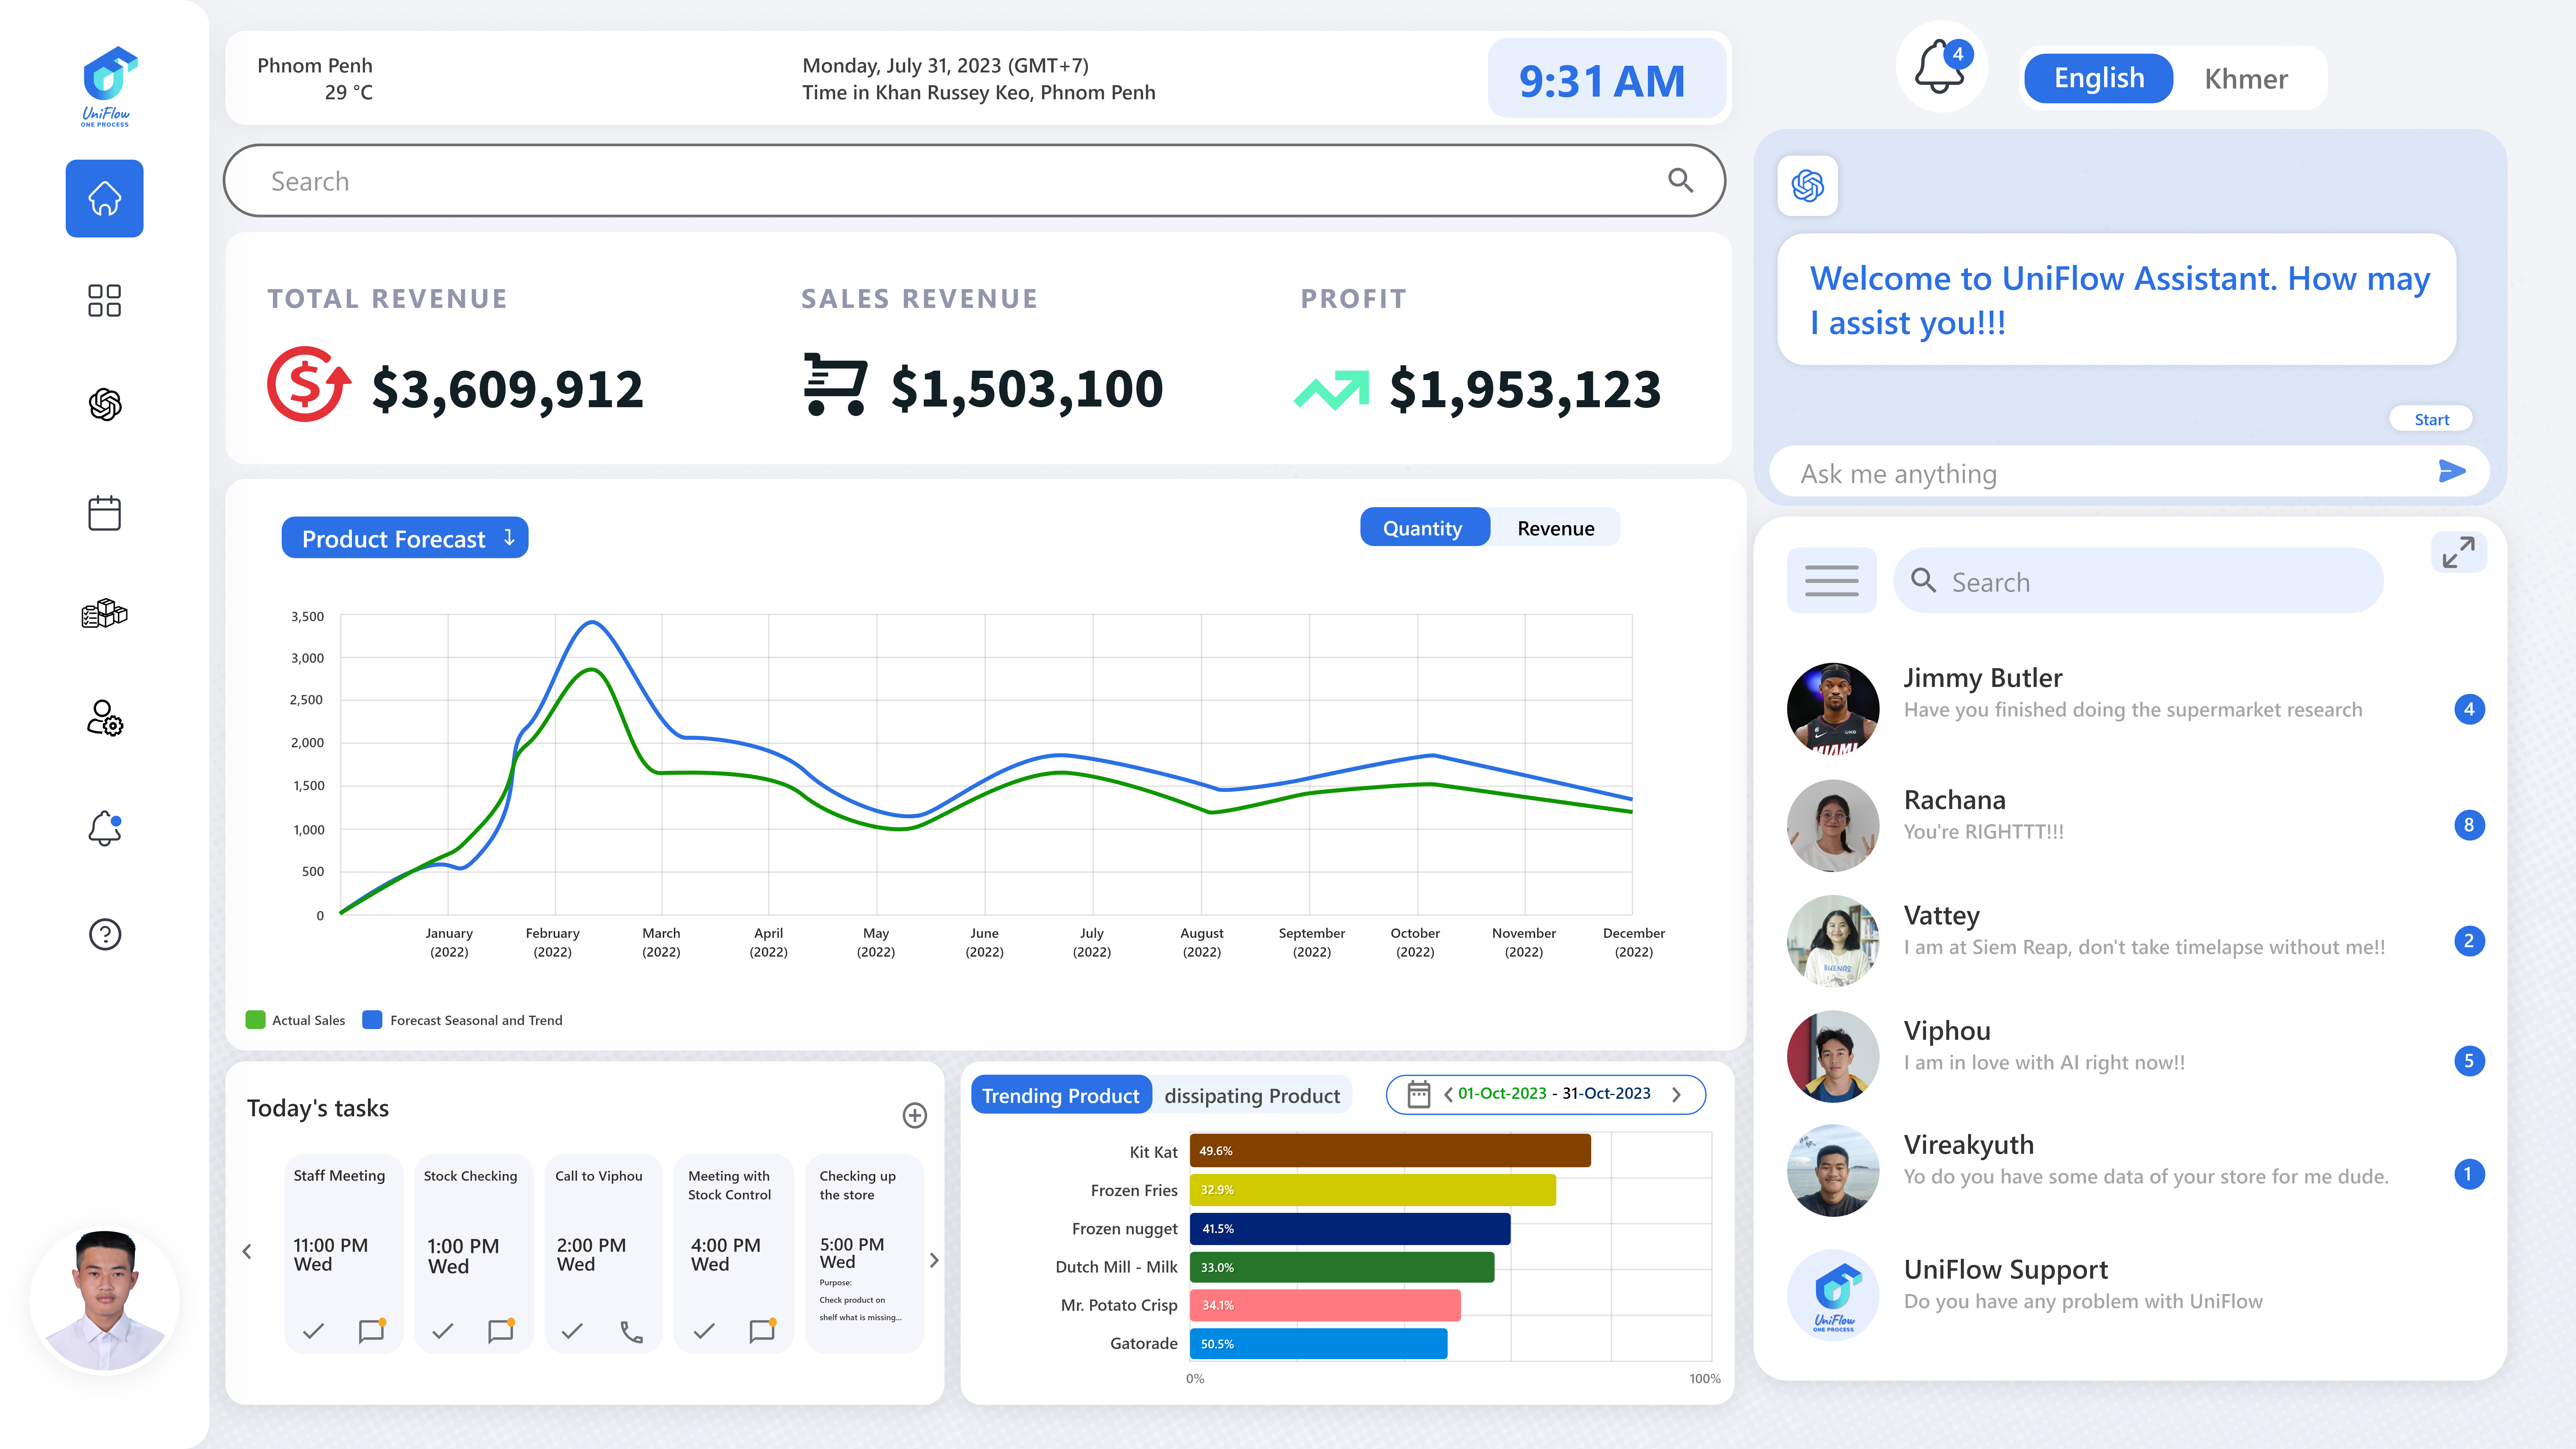 UniFlow
ONE PROCESS
Phnom Penh
29 °C
Monday, July 31, 2023 (GMT+7)
Time in Khan Russey Keo, Phnom Penh
9:31 AM
4
English
Khmer
Search
TOTAL REVENUE
$3,609,912
SALES REVENUE
$1,503,100
PROFIT
$1,953,123
Welcome to UniFlow Assistant. How may
I assist you!!!
Start
Ask me anything
Product Forecast
Quantity
Revenue
3,500
3,000
2,500
2,000
1,500
1,000
500
0
January
(2022)
February
(2022)
March
(2022)
April
(2022)
May
(2022)
June
(2022)
July
(2022)
August
(2022)
September
(2022)
October
(2022)
November
(2022)
December
(2022)
Actual Sales
Forecast Seasonal and Trend
Search
Jimmy Butler
Have you finished doing the supermarket research
4
MIAMI
Rachana
You're RIGHTTT!!!
8
Vattey
I am at Siem Reap, don't take timelapse without me!!
2
BUENAS
Viphou
I am in love with AI right now!!
5
Vireakyuth
Yo do you have some data of your store for me dude.
1
UniFlow Support
Do you have any problem with UniFlow
UniFlow
ONE PROCESS
Today's tasks
Staff Meeting
11:00 PM
Wed
Stock Checking
1:00 PM
Wed
Call to Viphou
2:00 PM
Wed
Meeting with
Stock Control
4:00 PM
Wed
Checking up
the store
5:00 PM
Wed
Purpose:
Check product on
shelf what is missing...
Trending Product
dissipating Product
01-Oct-2023 - 31-Oct-2023
Kit Kat
49.6%
Frozen Fries
32.9%
Frozen nugget
41.5%
Dutch Mill - Milk
33.0%
Mr. Potato Crisp
34.1%
Gatorade
50.5%
0%
100%